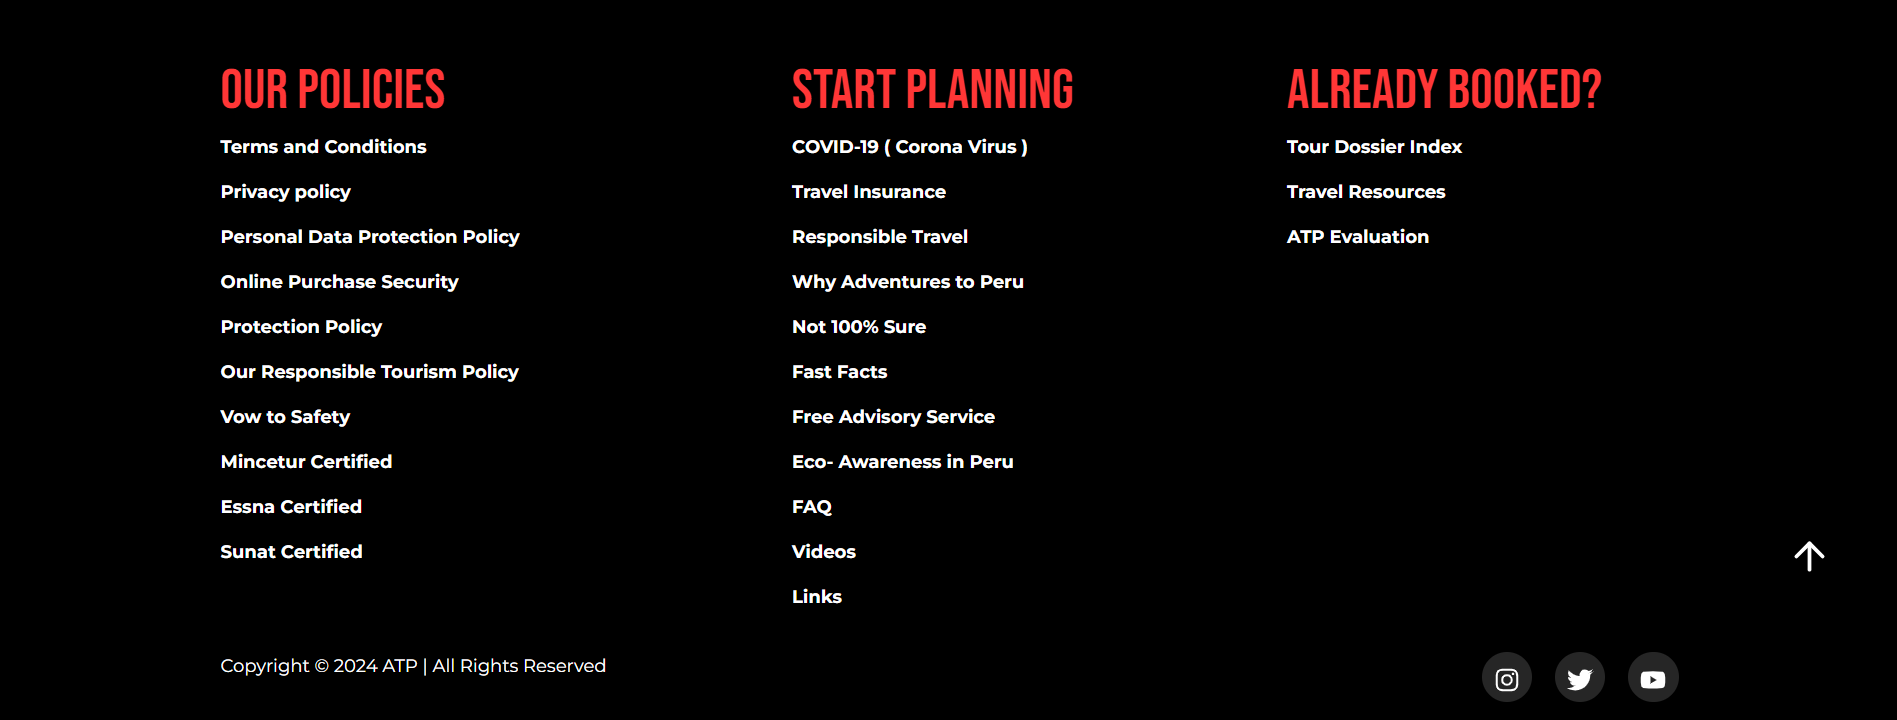 OUR POLICIES
Terms and Conditions
Privacy policy
Personal Data Protection Policy
Online Purchase Security
Protection Policy
Our Responsible Tourism Policy
Vow to Safety
Mincetur Certified
Essna Certified
Sunat Certified
START PLANNING
COVID-19 ( Corona Virus )
Travel Insurance
Responsible Travel
Why Adventures to Peru
Not 100% Sure
Fast Facts
Free Advisory Service
Eco- Awareness in Peru
FAQ
Videos
Links
ALREADY BOOKED?
Tour Dossier Index
Travel Resources
ATP Evaluation
Copyright © 2024 ATP | All Rights Reserved